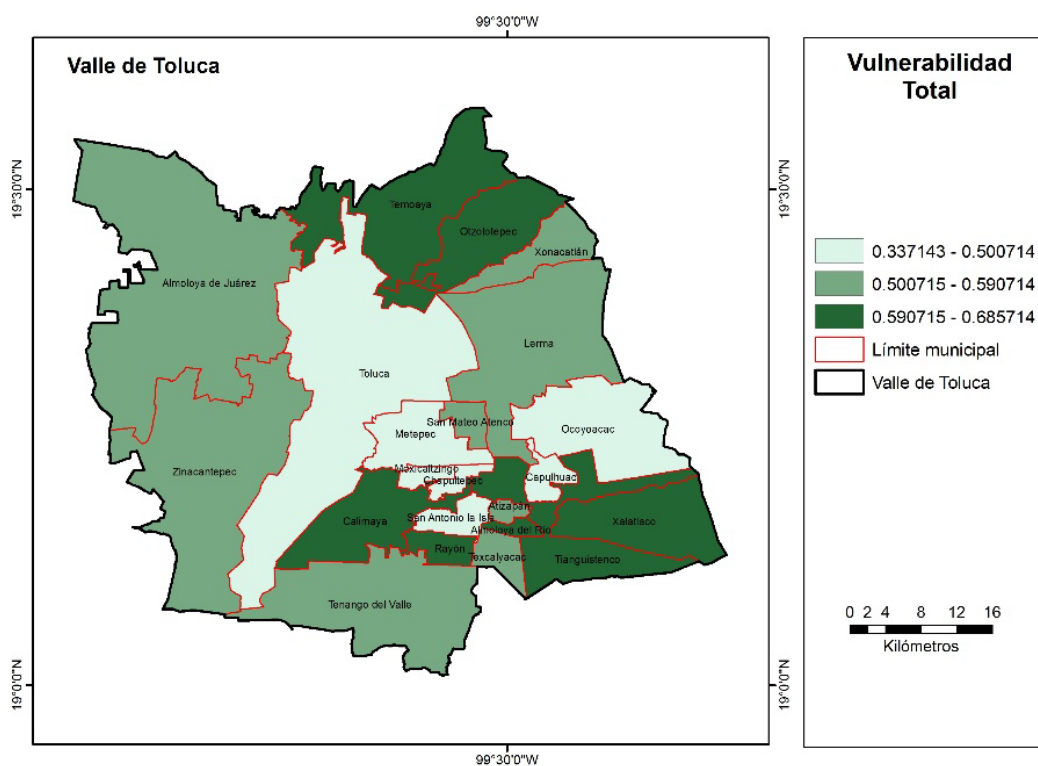 99°30'0"W
Valle de Toluca
19°30'0"N
19°30'0"N
Temoaya
Otzolotepec
Xonacatlán
Almoloya de Juárez
Lerma
Toluca
San Mateo Atenco
Ocoyoacac
Metepec
Zinacantepec
Mexicaltzingo
Chapultepec
Capulhuac
Atizapán
Calimaya
San Antonio la Isla
Almoloya del Río
Xalatlaco
Rayón
Texcalyacac
Tianguistenco
Tenango del Valle
19°0'0"N
19°0'0"N
99°30'0"W
Vulnerabilidad
Total
0.337143 - 0.500714
0.500715 - 0.590714
0.590715 - 0.685714
Límite municipal
Valle de Toluca
0 2 4 8 12 16
Kilómetros